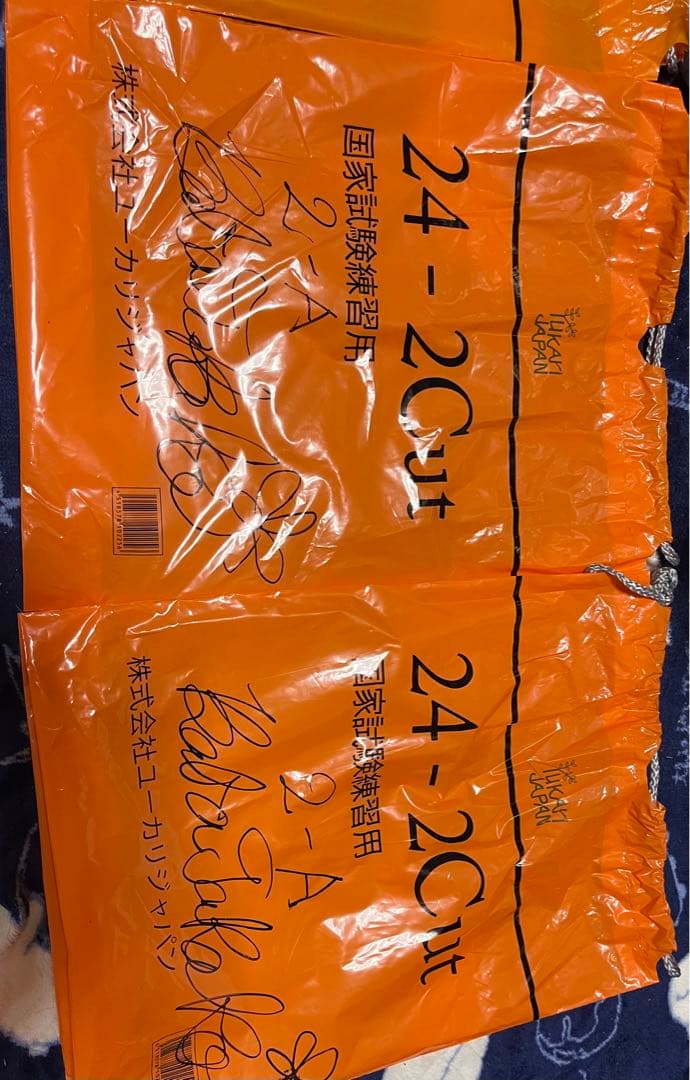 YUKARI
JAPAN
24-2Cut
国家試験練習用
2-A
株式会社ユーカリジャパン
YUKARI
JAPAN
24-2Cut
国家試験練習用
2-A
株式会社ユーカリジャパン